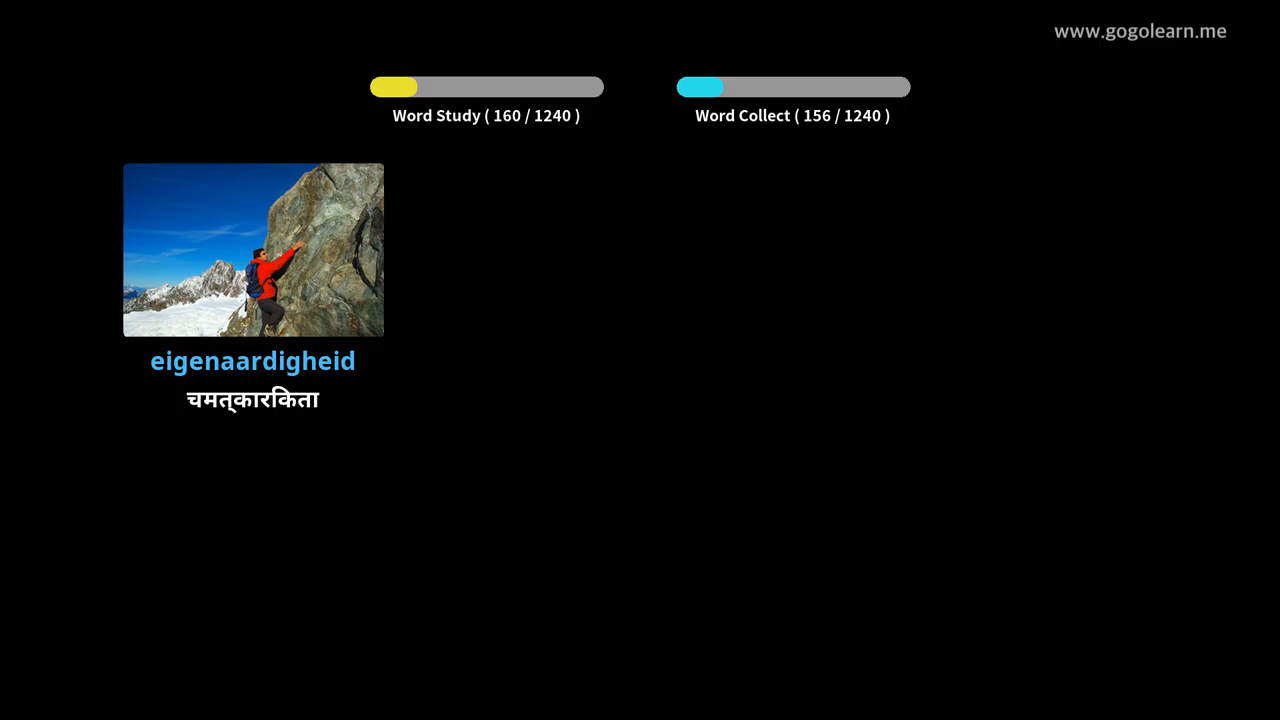 www.gogolearn.me
Word Study ( 160 / 1240 )
Word Collect ( 156 / 1240 )
eigenaardigheid
चमत्कारकिता